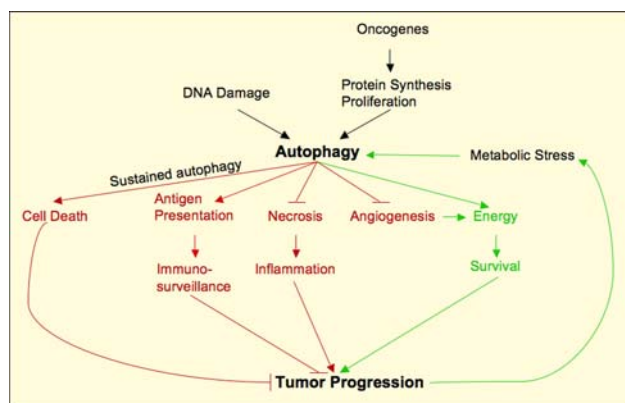 Oncogenes
DNA Damage
Protein Synthesis
Proliferation
Autophagy
Metabolic Stress
Sustained autophagy
Cell Death
Antigen
Presentation
Necrosis
Angiogenesis
Energy
Immuno-
surveillance
Inflammation
Survival
Tumor Progression